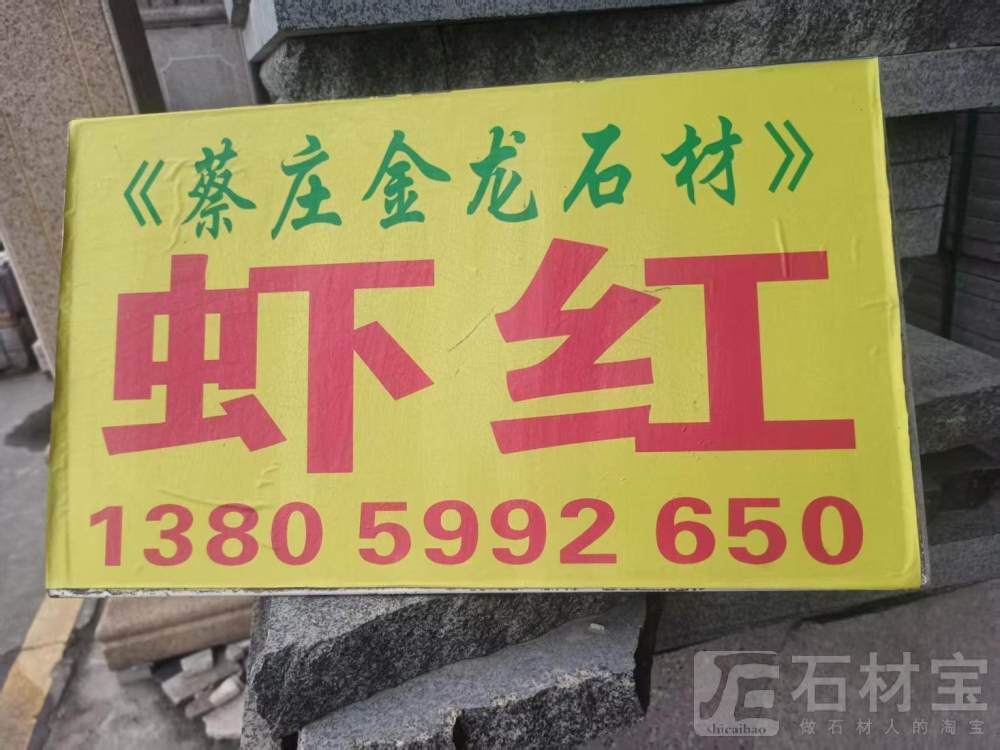 《蔡庄金龙石材》
虾红
1380 5992 650
石材宝
shicaibao
做石材人的淘宝